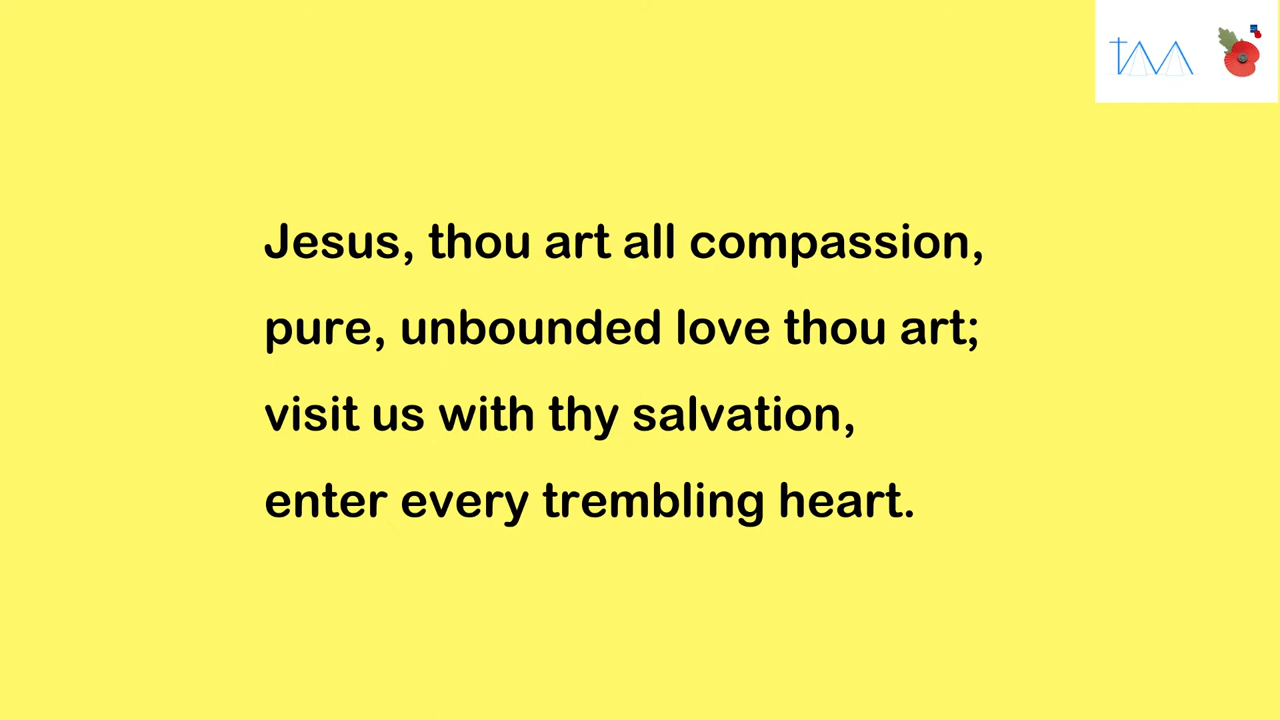 Jesus, thou art all compassion,
pure, unbounded love thou art;
visit us with thy salvation,
enter every trembling heart.